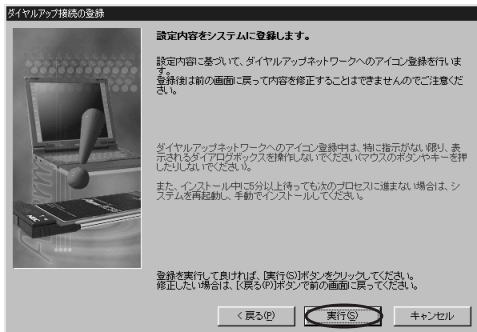 ダイヤルアップ接続の登録
設定内容をシステムに登録します。
設定内容に基づいて、ダイヤルアップネットワークへのアイコン登録を行いま
す。
登録後は前の画面に戻って内容を修正することはできませんのでご注意くだ
さい。
ダイヤルアップネットワークへのアイコン登録中は、特に指示がない限り、表
示されるダイアログボックスを操作しないでください(マウスのボタンやキーを押
したりしないでください)。
また、インストール中に5分以上待っても次のプロセスに進まない場合は、シ
ステムを再起動し、手動でインストールしてください。
登録を実行して良ければ、[実行(S)]ボタンをクリックしてください。
修正したい場合は、[<戻る(P)]ボタンで前の画面に戻ってください。
NEC
< 戻る(P)
実行(S)
キャンセル